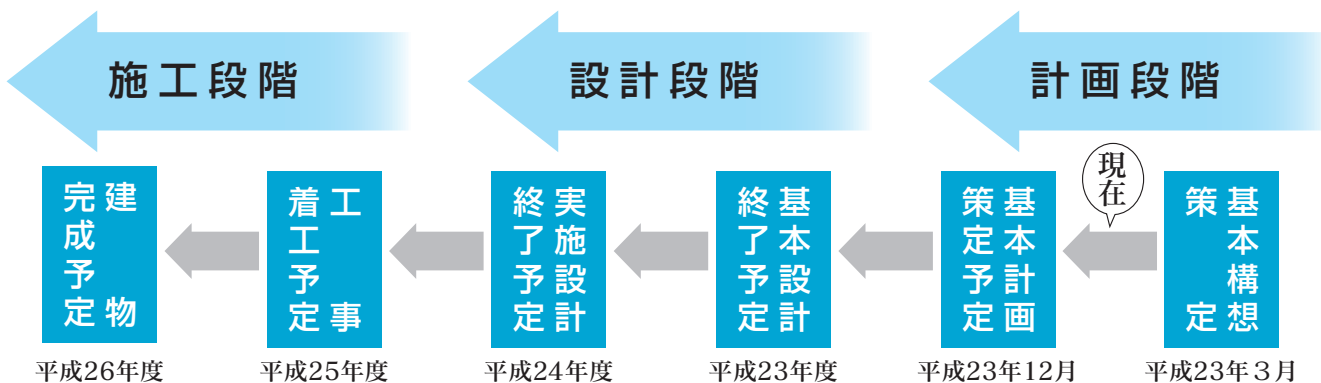 計画段階
設計段階
施工段階
現在
基本構想
策定
平成23年3月
基本計画
策定予定
平成23年12月
基本設計
終了予定
平成23年度
実施設計
終了予定
平成24年度
工事
着工予定
平成25年度
建物
完成予定
平成26年度